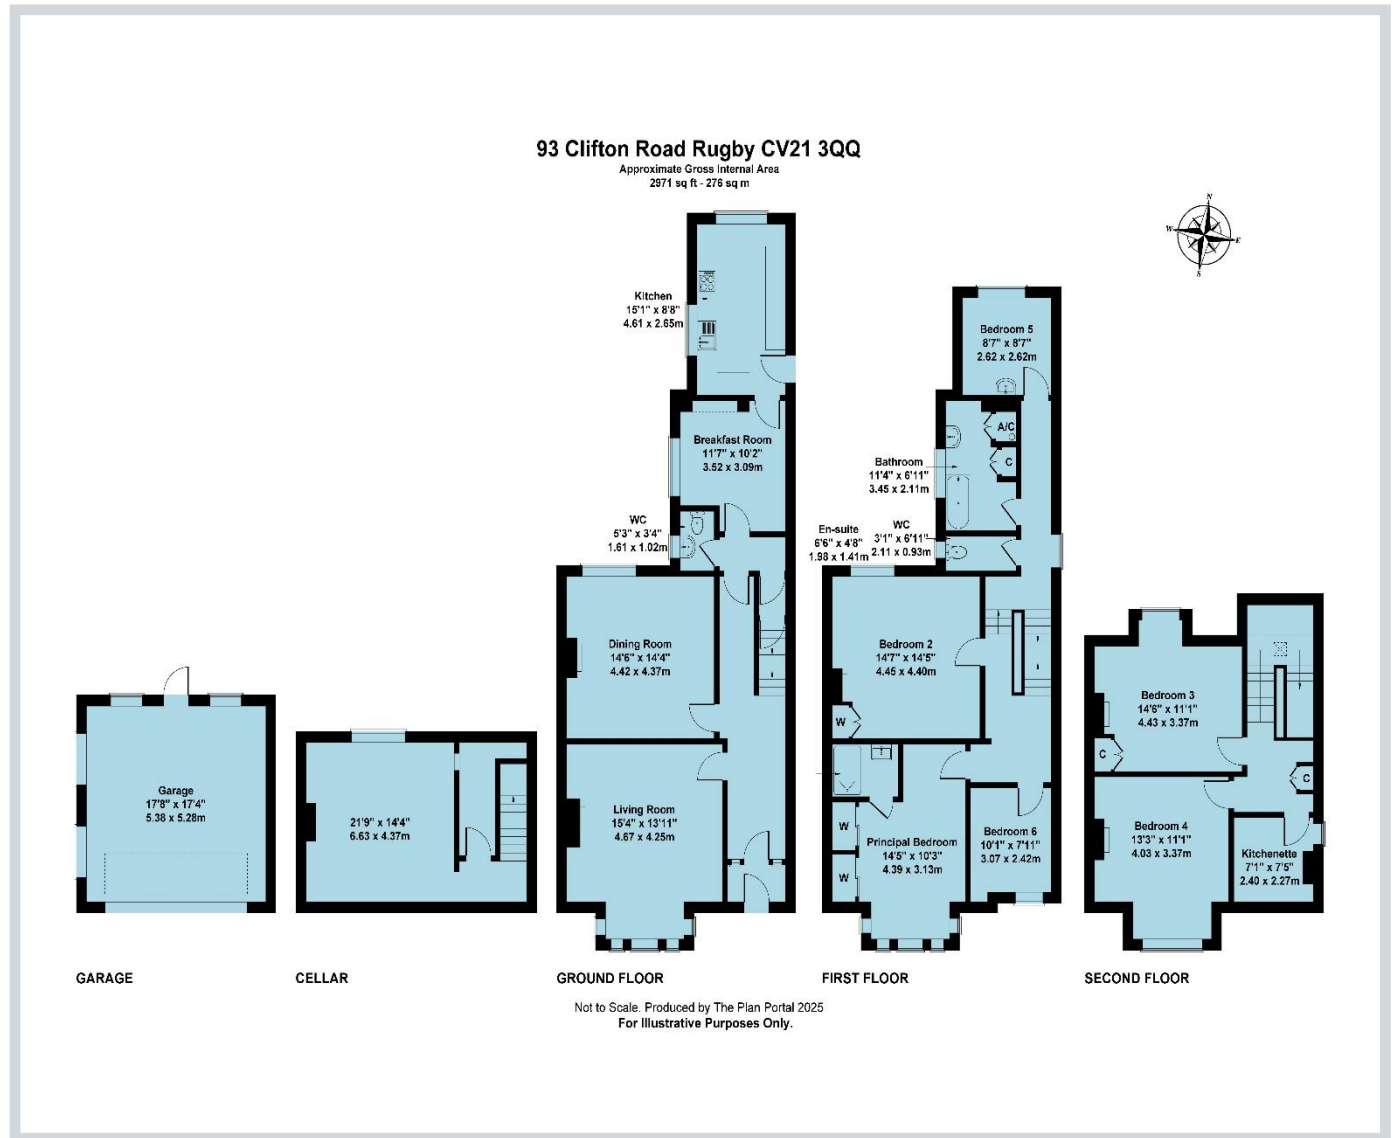 93 Clifton Road Rugby CV21 3QQ
Approximate Gross Internal Area
2971 sq ft - 276 sq m
N
W
E
S
Kitchen
15'1" x 8'8"
4.61 x 2.65m
Breakfast Room
11'7" x 10'2"
3.52 x 3.09m
WC
5'3" x 3'4"
1.61 x 1.02m
Dining Room
14'6" x 14'4"
4.42 x 4.37m
Living Room
15'4" x 13'11"
4.67 x 4.25m
Bedroom 5
8'7" x 8'7"
2.62 x 2.62m
A/C
C
Bathroom
11'4" x 6'11"
3.45 x 2.11m
En-suite
6'6" x 4'8"
1.98 x 1.41m
WC
3'1" x 6'11"
2.11 x 0.93m
Bedroom 2
14'7" x 14'5"
4.45 x 4.40m
W
W
W
Principal Bedroom
14'5" x 10'3"
4.39 x 3.13m
Bedroom 6
10'1" x 7'11"
3.07 x 2.42m
Bedroom 3
14'6" x 11'1"
4.43 x 3.37m
C
C
Bedroom 4
13'3" x 11'1"
4.03 x 3.37m
Kitchenette
7'1" x 7'5"
2.40 x 2.27m
Garage
17'8" x 17'4"
5.38 x 5.28m
21'9" x 14'4"
6.63 x 4.37m
GARAGE
CELLAR
GROUND FLOOR
FIRST FLOOR
SECOND FLOOR
Not to Scale. Produced by The Plan Portal 2025
For Illustrative Purposes Only.